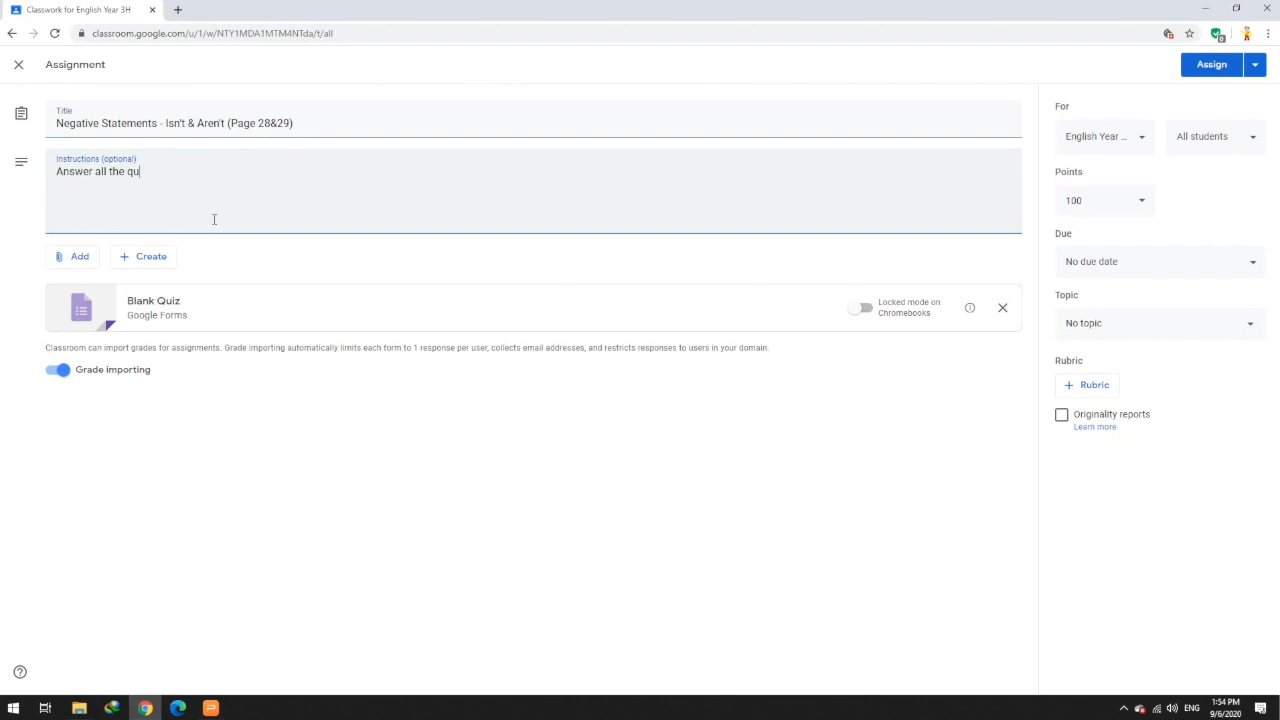 Classwork for English Year 3H
classroom.google.com/u/1/w/NTY1MDA1MTM4NTda/t/all
Assignment
Assign
Title
Negative Statements - Isn't & Aren't (Page 28&29)
Instructions (optional)
Answer all the qu
Add
Create
Blank Quiz
Google Forms
Locked mode on
Chromebooks
Classroom can import grades for assignments. Grade importing automatically limits each form to 1 response per user, collects email addresses, and restricts responses to users in your domain.
Grade importing
For
English Year ...
All students
Points
100
Due
No due date
Topic
No topic
Rubric
Rubric
Originality reports
Learn more
ENG
1:54 PM
9/6/2020